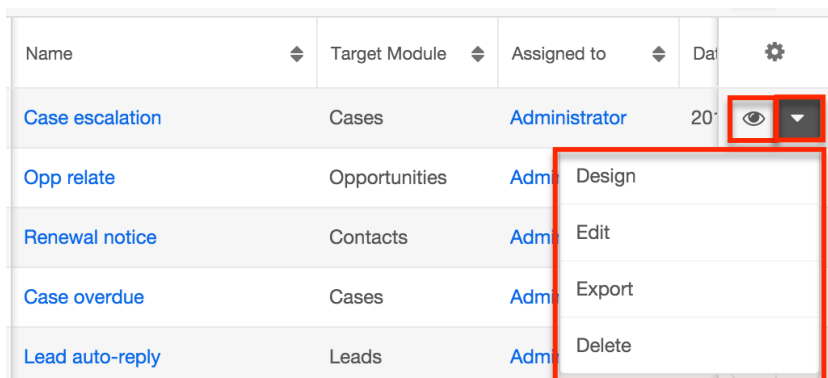 Name Target Module Assigned to Dat
Case escalation Cases Administrator 201
Opp relate Opportunities Admi Design
Renewal notice Contacts Admi Edit
Case overdue Cases Admi Export
Lead auto-reply Leads Admi Delete